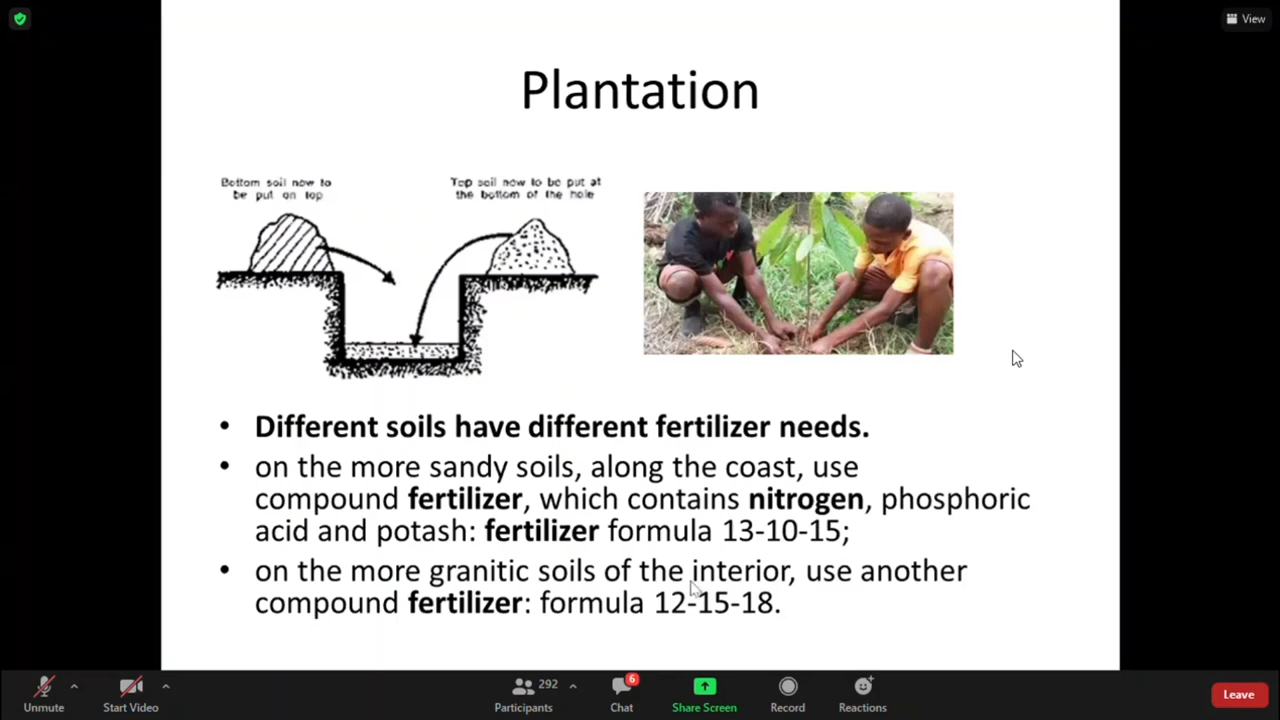 View
Plantation
Bottom soil now to
be put on top
Top soil now to be put at
the bottom of the hole
• Different soils have different fertilizer needs.
• on the more sandy soils, along the coast, use
compound fertilizer, which contains nitrogen, phosphoric
acid and potash: fertilizer formula 13-10-15;
• on the more granitic soils of the interior, use another
compound fertilizer: formula 12-15-18.
Unmute
Start Video
292
Participants
6
Chat
Share Screen
Record
Reactions
Leave